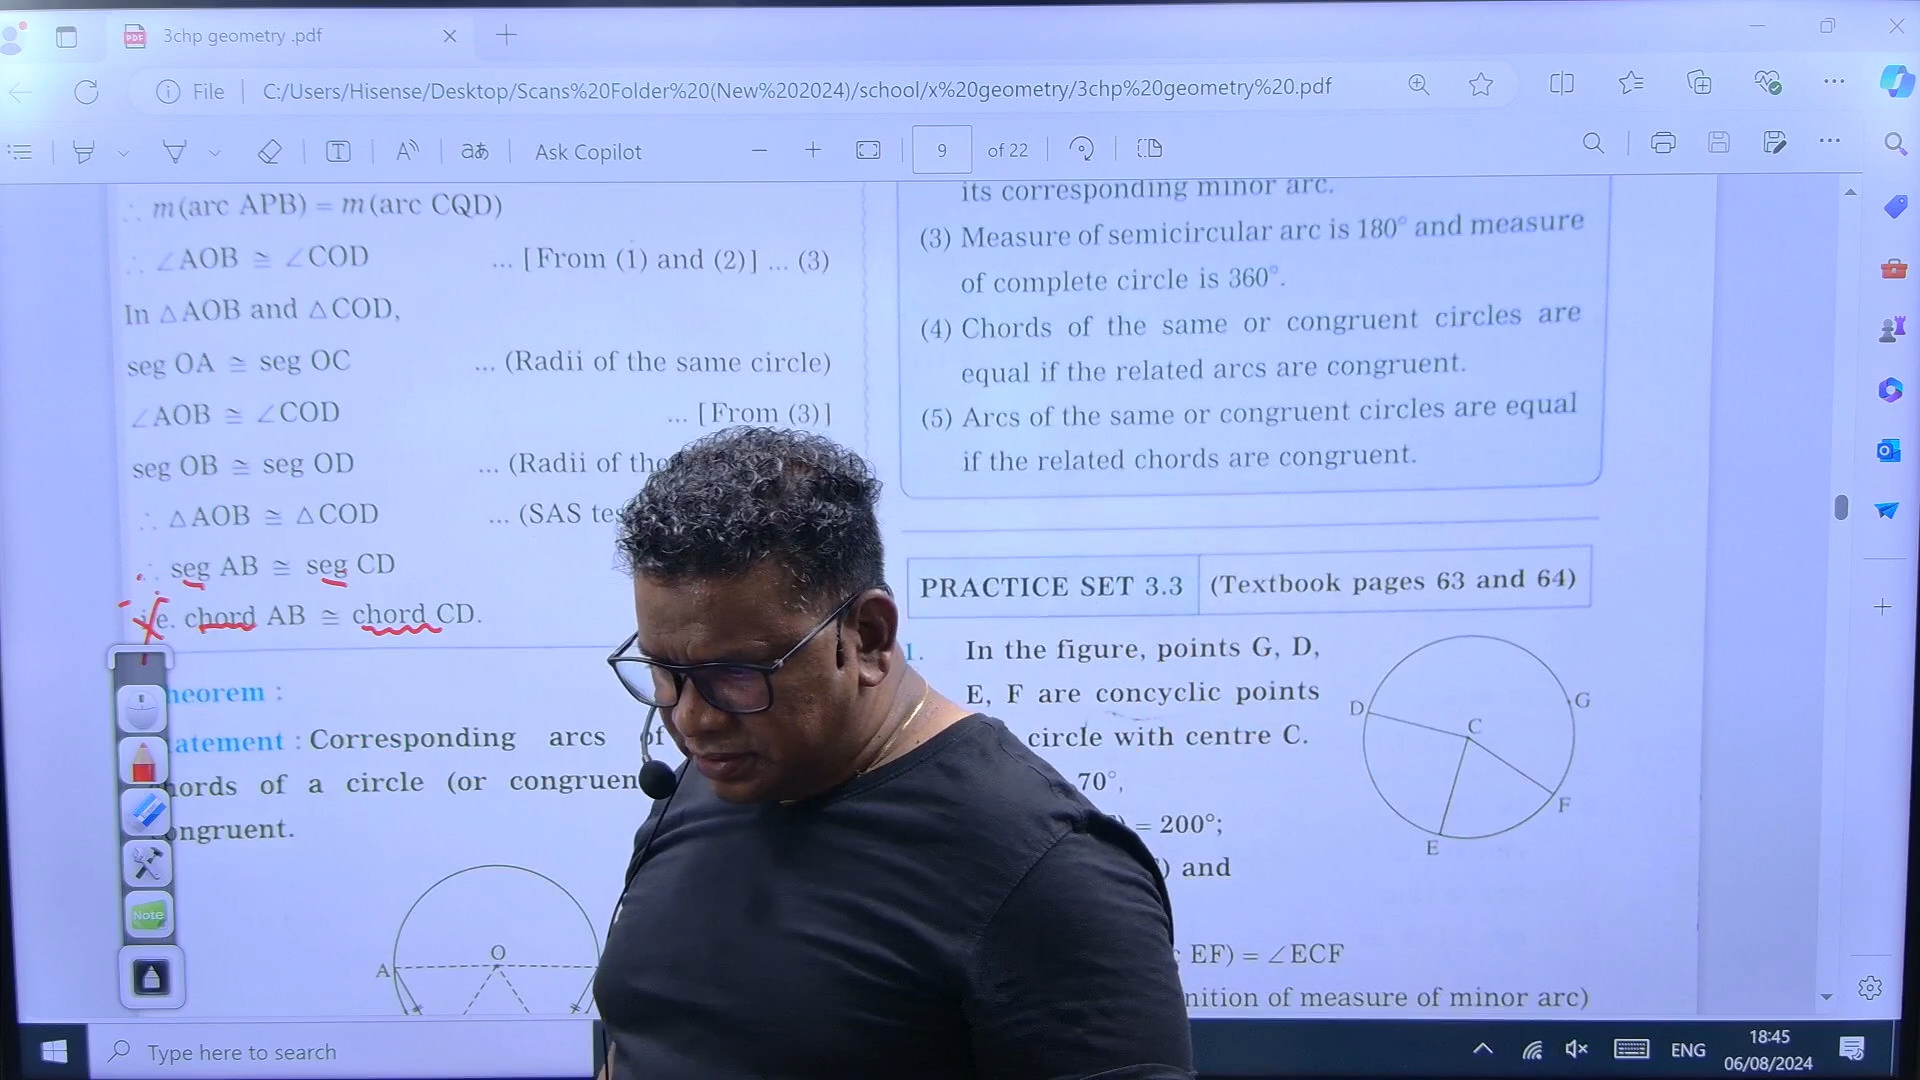 3chp geometry .pdf
File
C:/Users/Hisense/Desktop/Scans%20Folder%20(New%202024)/school/x%20geometry/3chp%20geometry%20.pdf
Ask Copilot
9 of 22
∴ m(arc APB) = m(arc CQD)
∴ ∠AOB ≅ ∠COD ... [From (1) and (2)] ... (3)
In △AOB and △COD,
seg OA ≅ seg OC ... (Radii of the same circle)
∠AOB ≅ ∠COD ... [From (3)]
seg OB ≅ seg OD ... (Radii of the
∴ △AOB ≅ △COD ... (SAS
∴ seg AB ≅ seg CD
chord AB ≅ chord CD.
heorem :
atement : Corresponding arcs of
hords of a circle (or congruen
ongruent.
A
O
its corresponding minor arc.
(3) Measure of semicircular arc is 180° and measure
of complete circle is 360°.
(4) Chords of the same or congruent circles are
equal if the related arcs are congruent.
(5) Arcs of the same or congruent circles are equal
if the related chords are congruent.
PRACTICE SET 3.3 (Textbook pages 63 and 64)
1. In the figure, points G, D,
E, F are concyclic points
circle with centre C.
70°,
) = 200°;
) and
EF) = ∠ECF
nition of measure of minor arc)
D
G
C
F
E
Note
Type here to search
ENG
18:45
06/08/2024